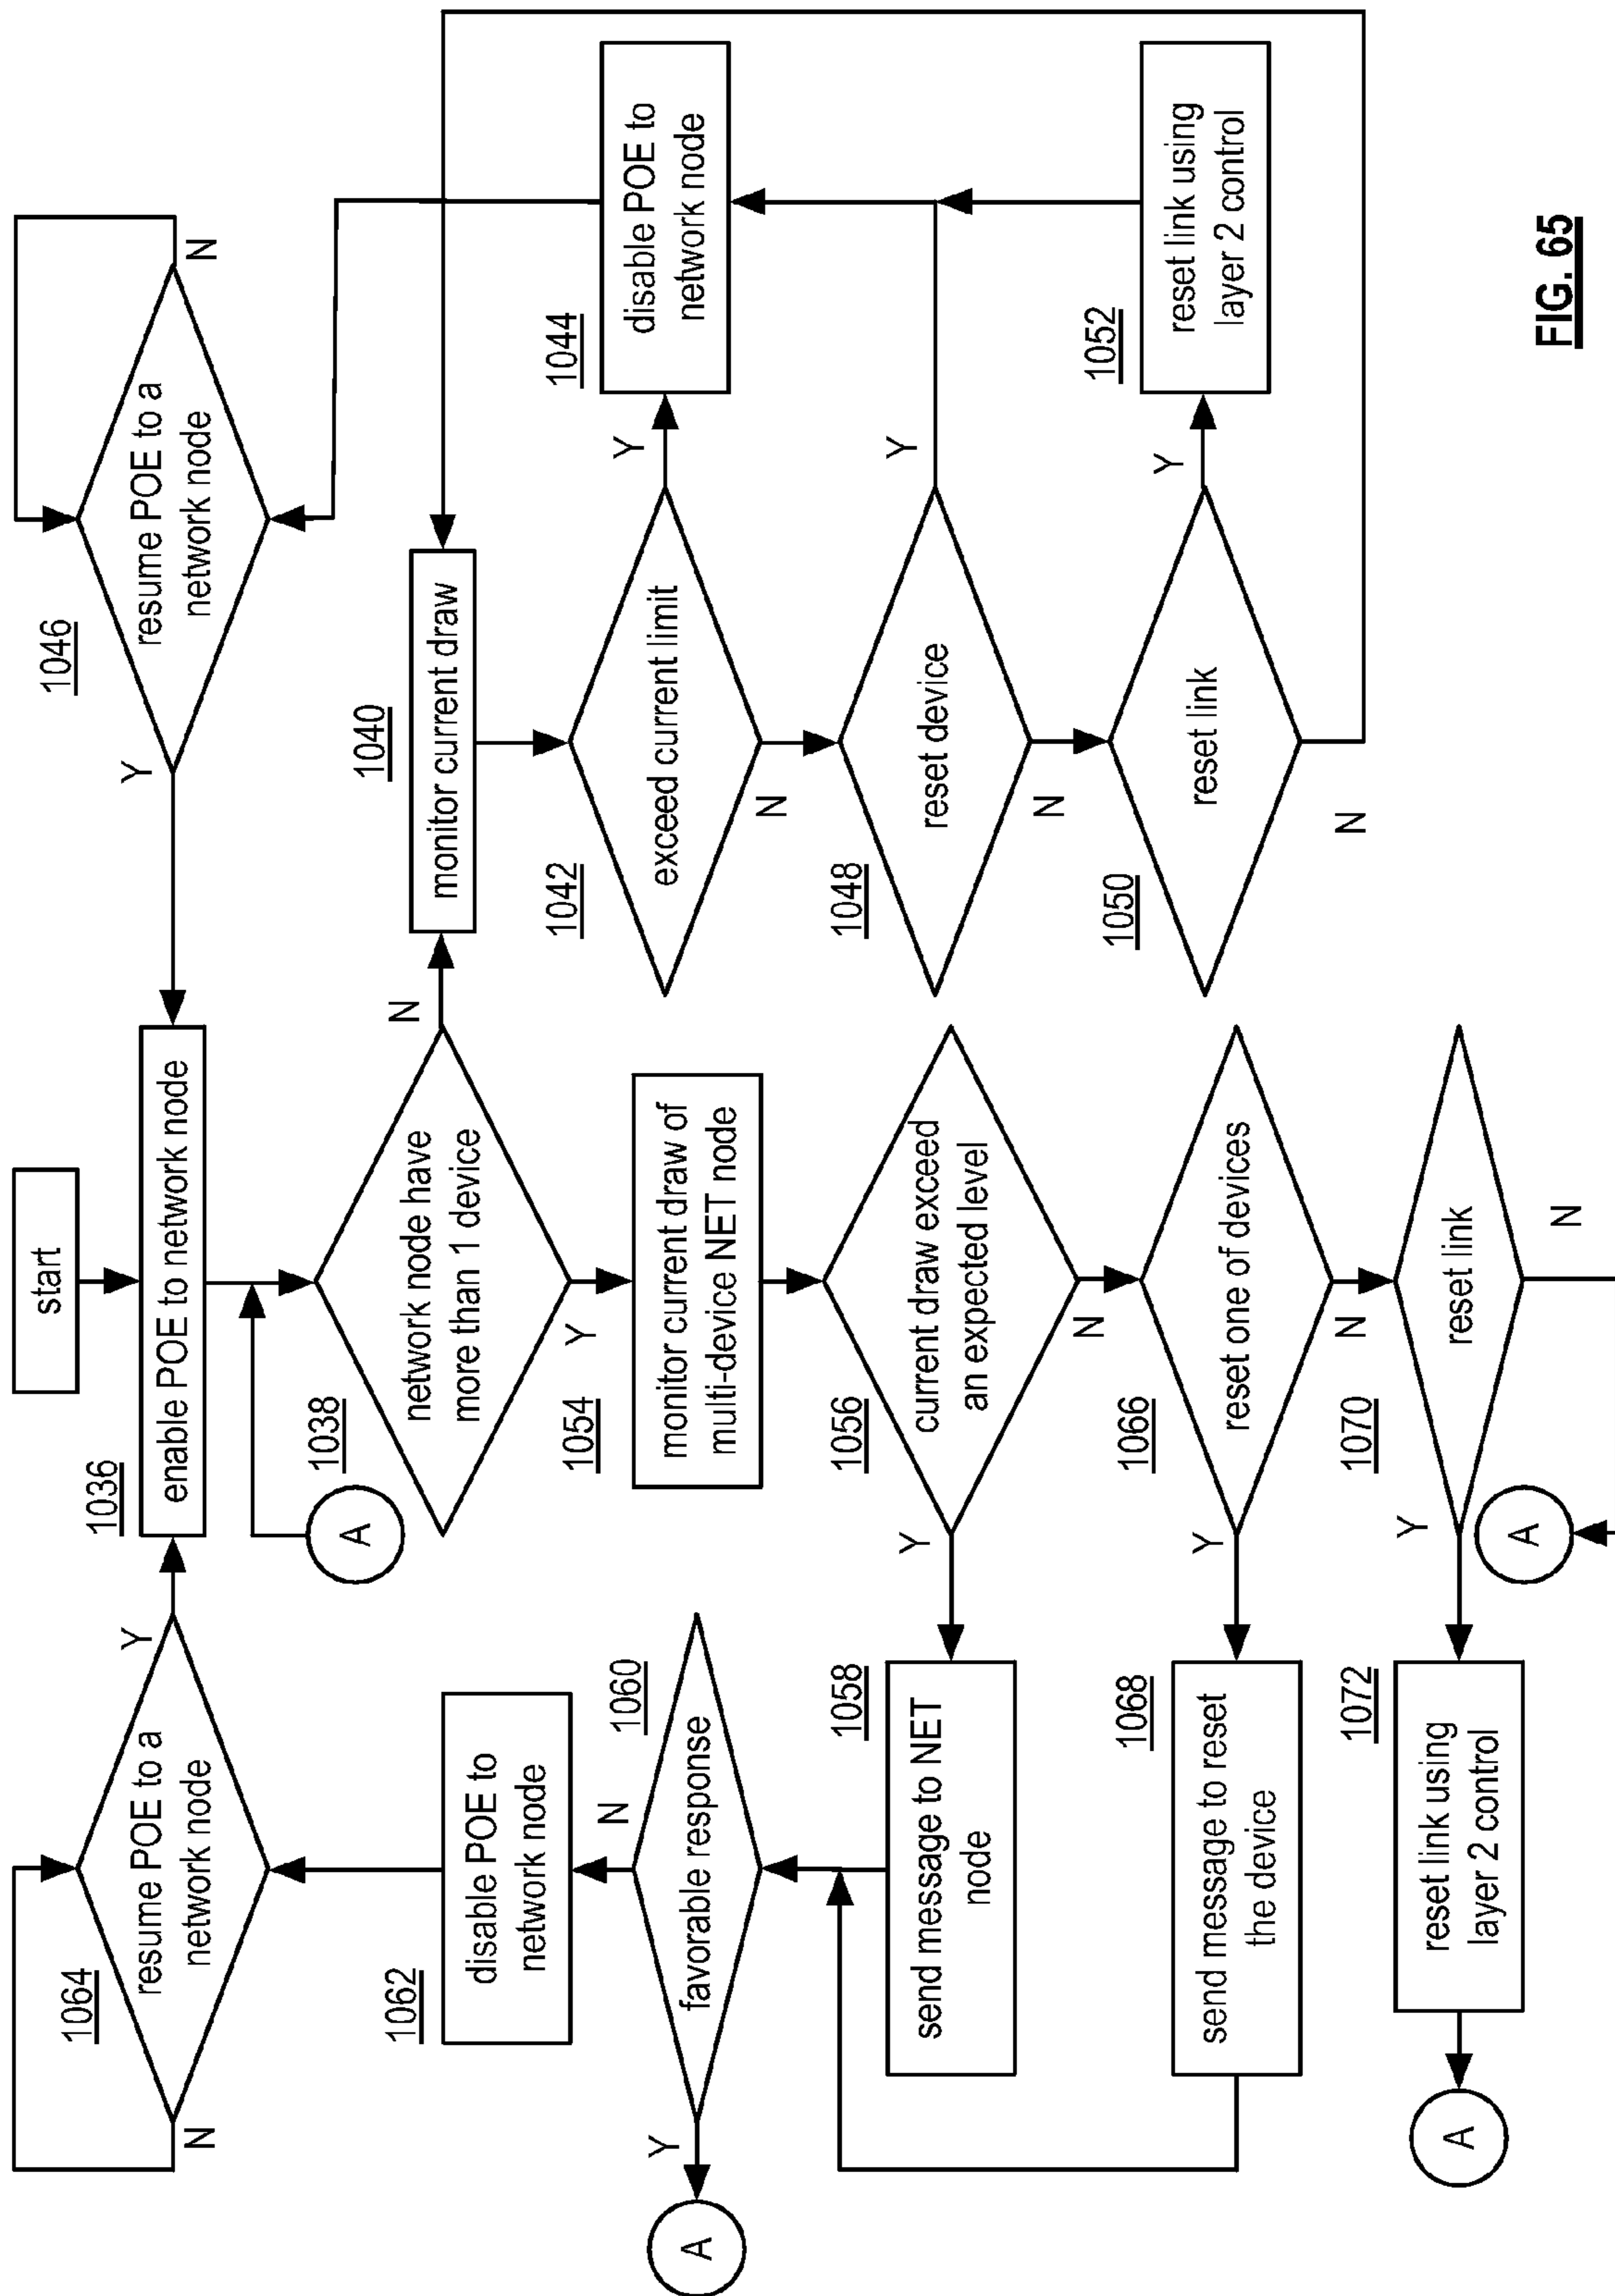 start
1036
enable POE to network node
1064
resume POE to a
network node
Y
N
1046
resume POE to a
network node
Y
N
A
1038
network node have
more than 1 device
N
Y
1040
monitor current draw
1042
exceed current limit
Y
N
1044
disable POE to
network node
1048
reset device
Y
N
1050
reset link
Y
N
1052
reset link using
layer 2 control
1054
monitor current draw of
multi-device NET node
1056
current draw exceed
an expected level
Y
N
1058
send message to NET
node
1060
favorable response
N
Y
A
1062
disable POE to
network node
1066
reset one of devices
Y
N
1068
send message to reset
the device
1070
reset link
Y
N
A
1072
reset link using
layer 2 control
A
FIG. 65